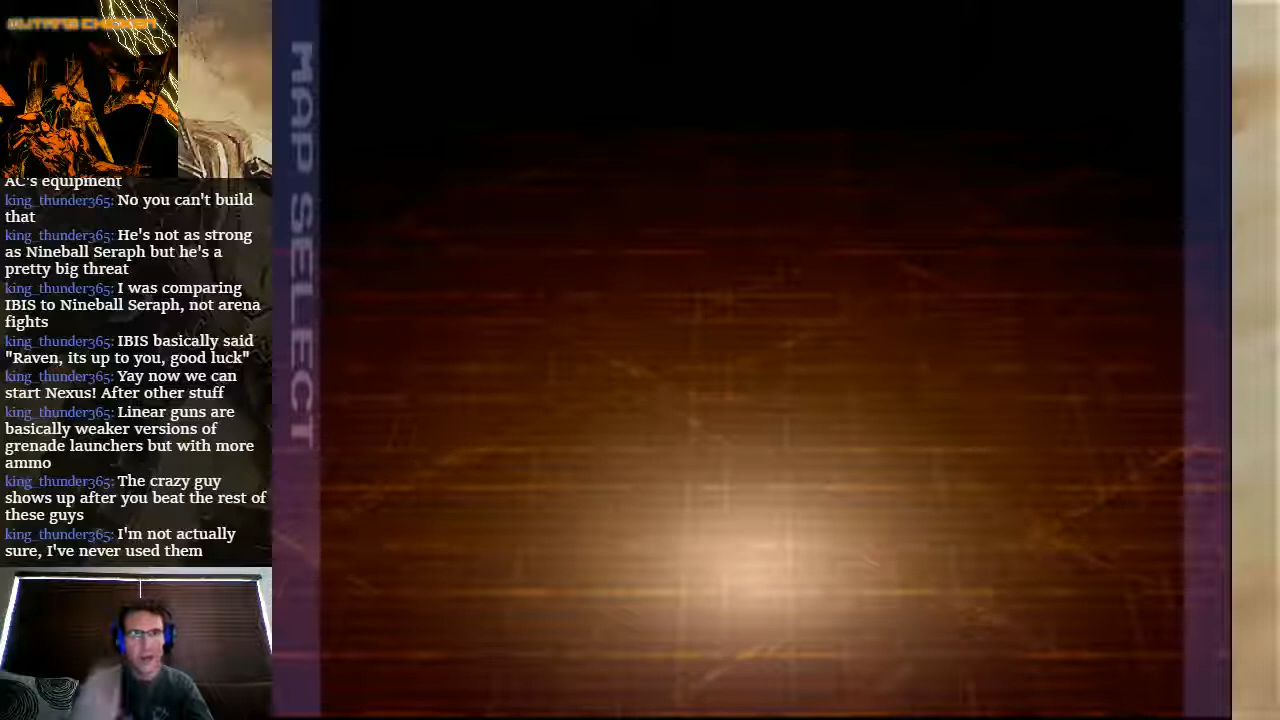 MUTANT CHICKEN
AC's equipment
king_thunder365: No you can't build
that
king_thunder365: He's not as strong
as Nineball Seraph but he's a
pretty big threat
king_thunder365: I was comparing
IBIS to Nineball Seraph, not arena
fights
king_thunder365: IBIS basically said
"Raven, its up to you, good luck"
king_thunder365: Yay now we can
start Nexus! After other stuff
king_thunder365: Linear guns are
basically weaker versions of
grenade launchers but with more
ammo
king_thunder365: The crazy guy
shows up after you beat the rest of
these guys
king_thunder365: I'm not actually
sure, I've never used them
MAP SELECT